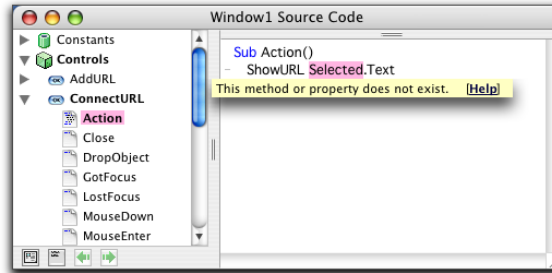 Window1 Source Code
Constants
Controls
AddURL
ConnectURL
Action
Close
DropObject
GotFocus
LostFocus
MouseDown
MouseEnter
Sub Action()
ShowURL Selected.Text
This method or property does not exist. [Help]